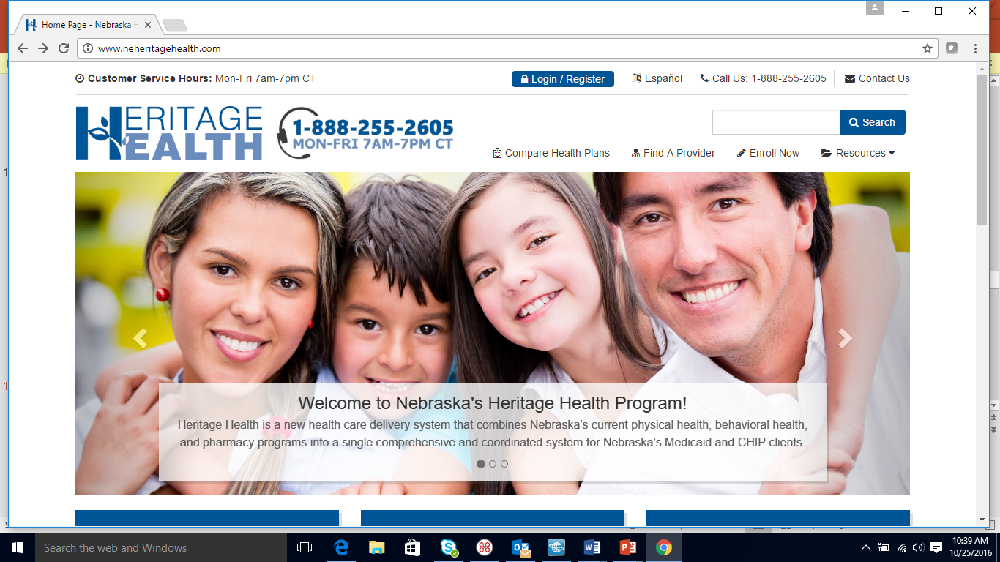 Home Page - Nebraska H
www.neheritagehealth.com
Customer Service Hours: Mon-Fri 7am-7pm CT
Login / Register
Español
Call Us: 1-888-255-2605
Contact Us
HERITAGE
HEALTH
1-888-255-2605
MON-FRI 7AM-7PM CT
Search
Compare Health Plans
Find A Provider
Enroll Now
Resources
Welcome to Nebraska's Heritage Health Program!
Heritage Health is a new health care delivery system that combines Nebraska’s current physical health, behavioral health,
and pharmacy programs into a single comprehensive and coordinated system for Nebraska’s Medicaid and CHIP clients.
Search the web and Windows
10:39 AM
10/25/2016